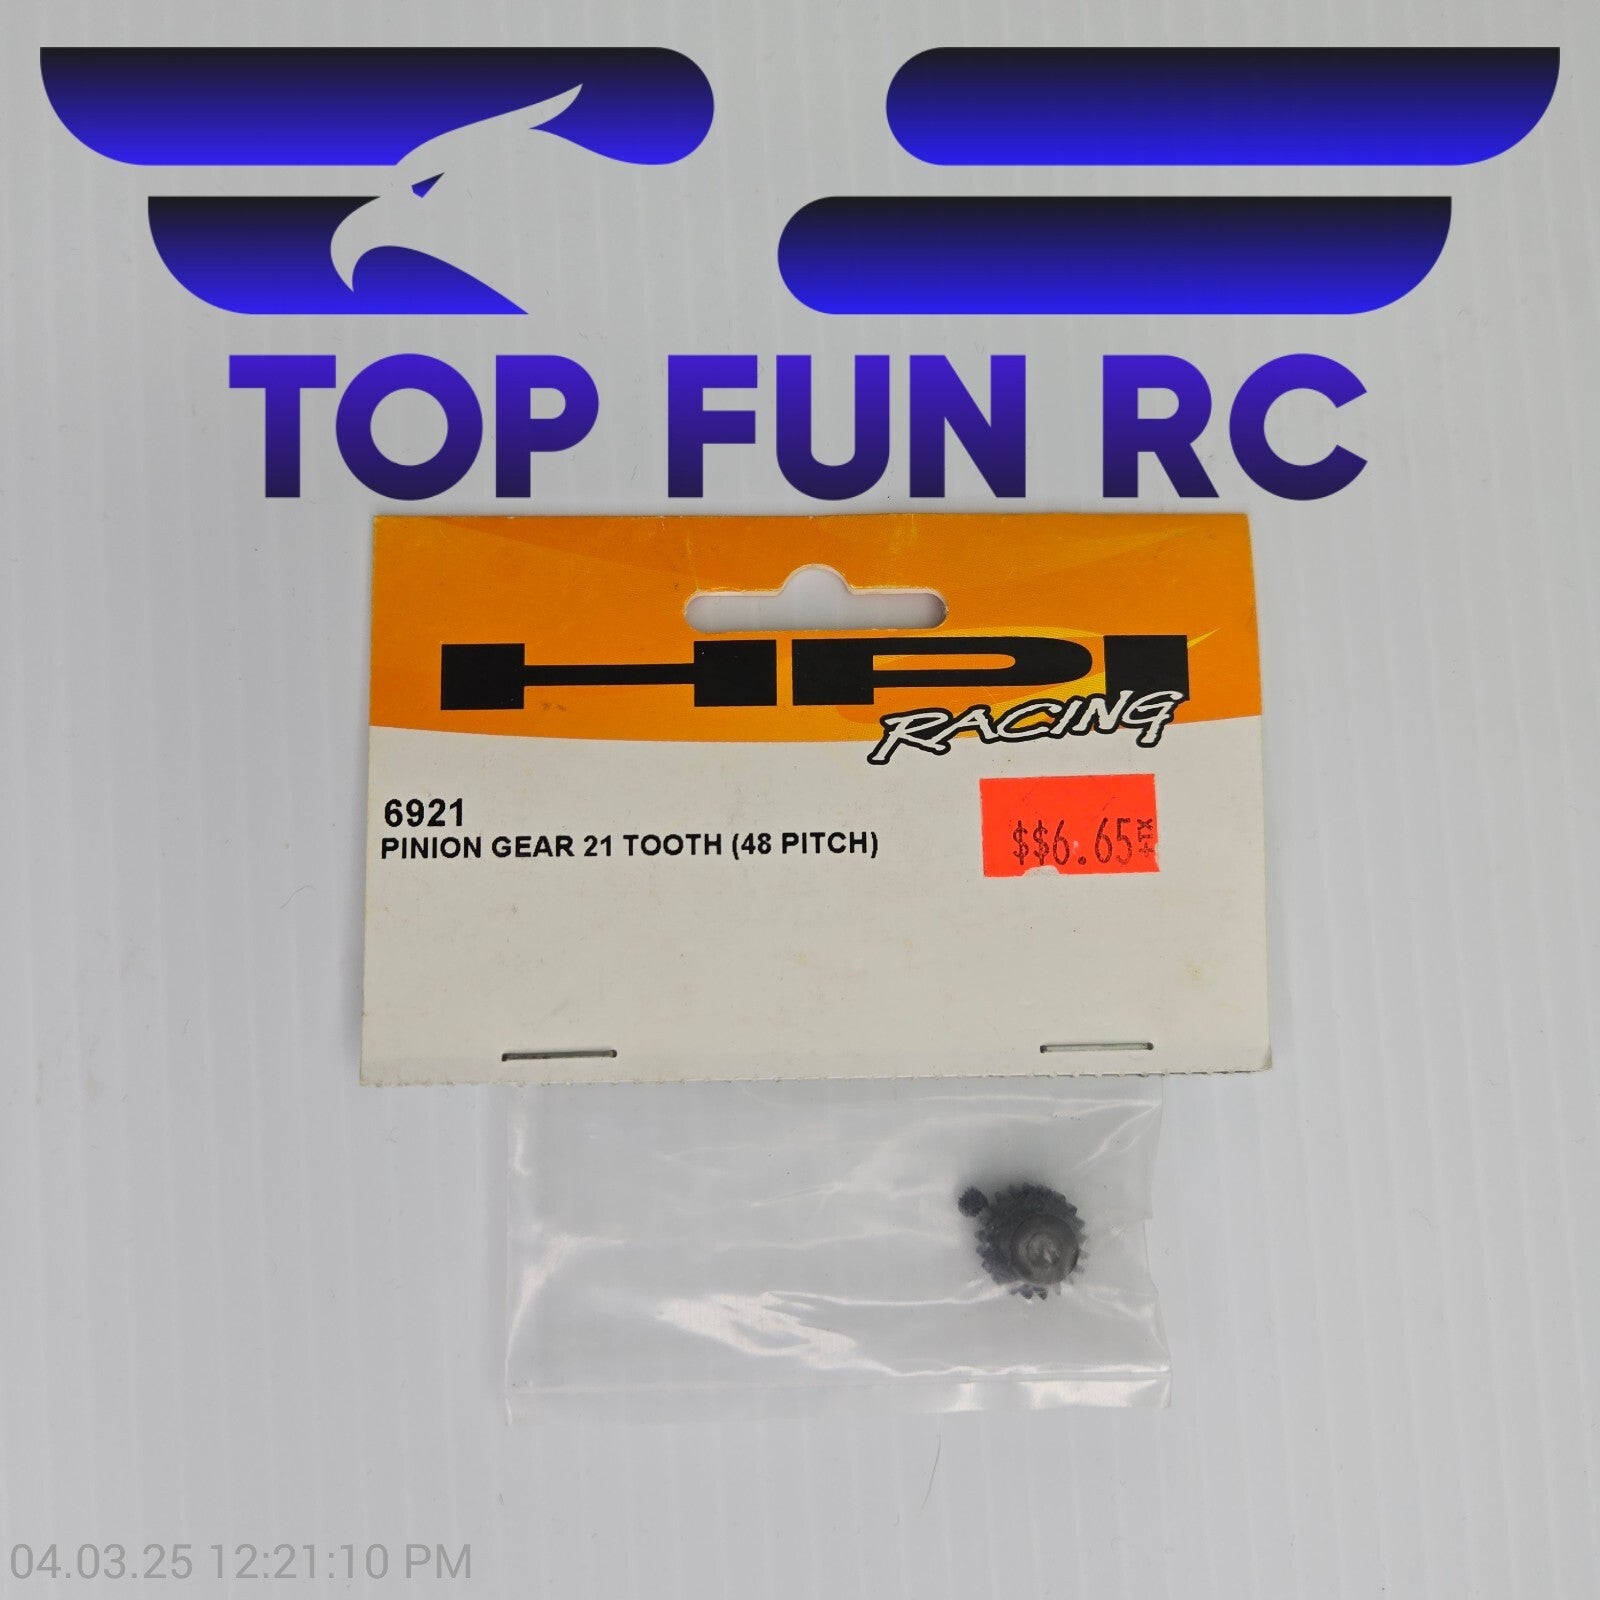 TOP FUN RC
HPI
RACING
6921
PINION GEAR 21 TOOTH (48 PITCH)
$$6.65+TX
04.03.25 12:21:10 PM